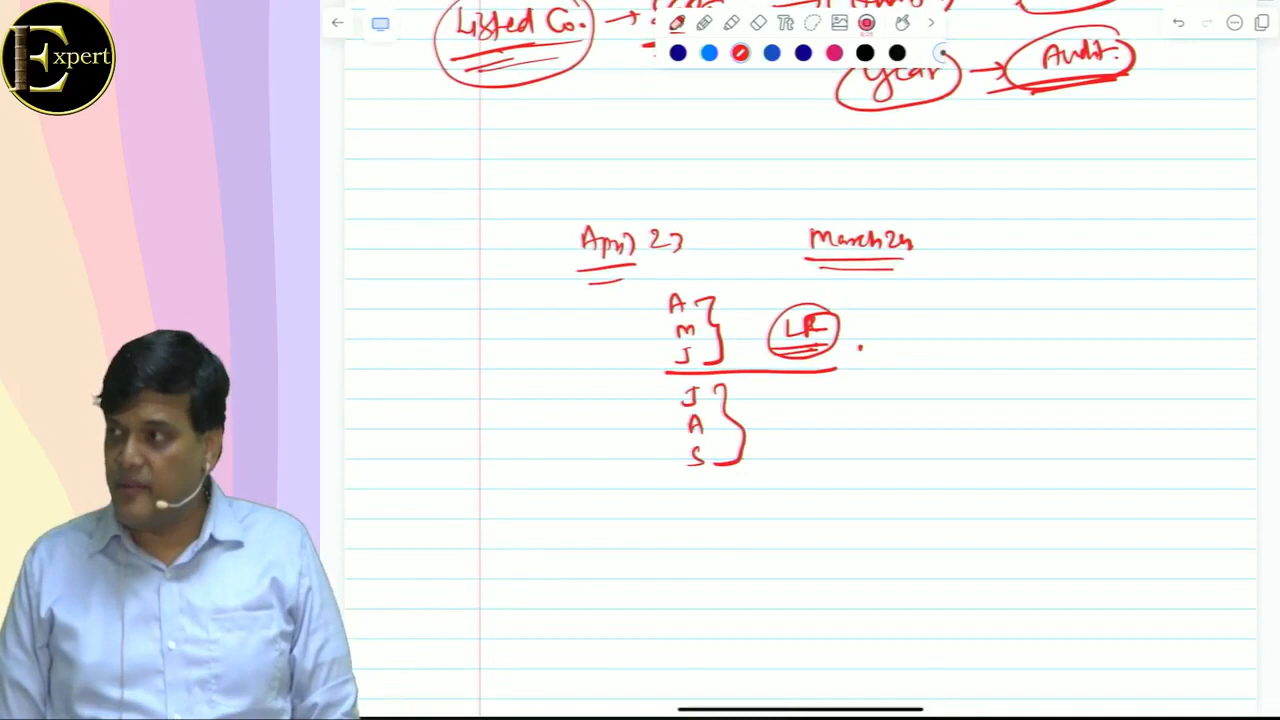 Expert
Listed Co.
Year → Audit.
April 23
March 24
A
M
J
LR
J
A
S